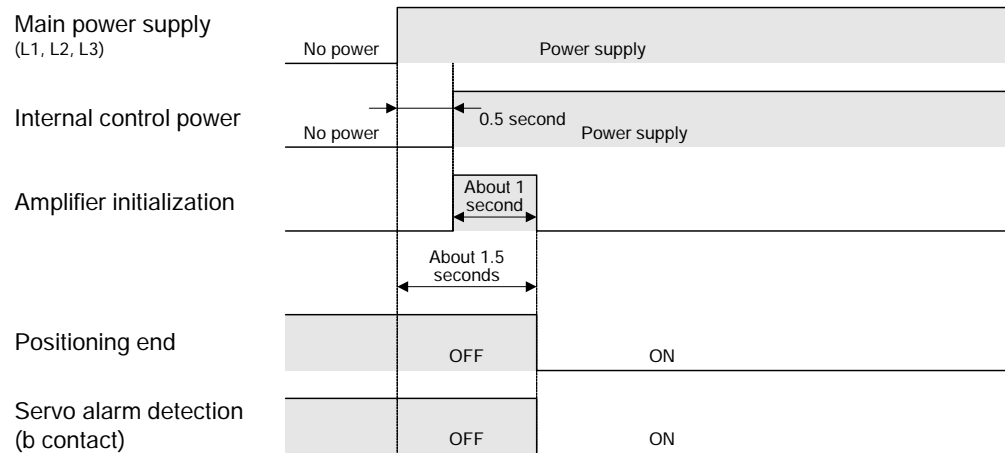 Main power supply
(L1, L2, L3)
No power
Power supply
Internal control power
0.5 second
No power
Power supply
Amplifier initialization
About 1
second
About 1.5
seconds
Positioning end
OFF
ON
Servo alarm detection
(b contact)
OFF
ON